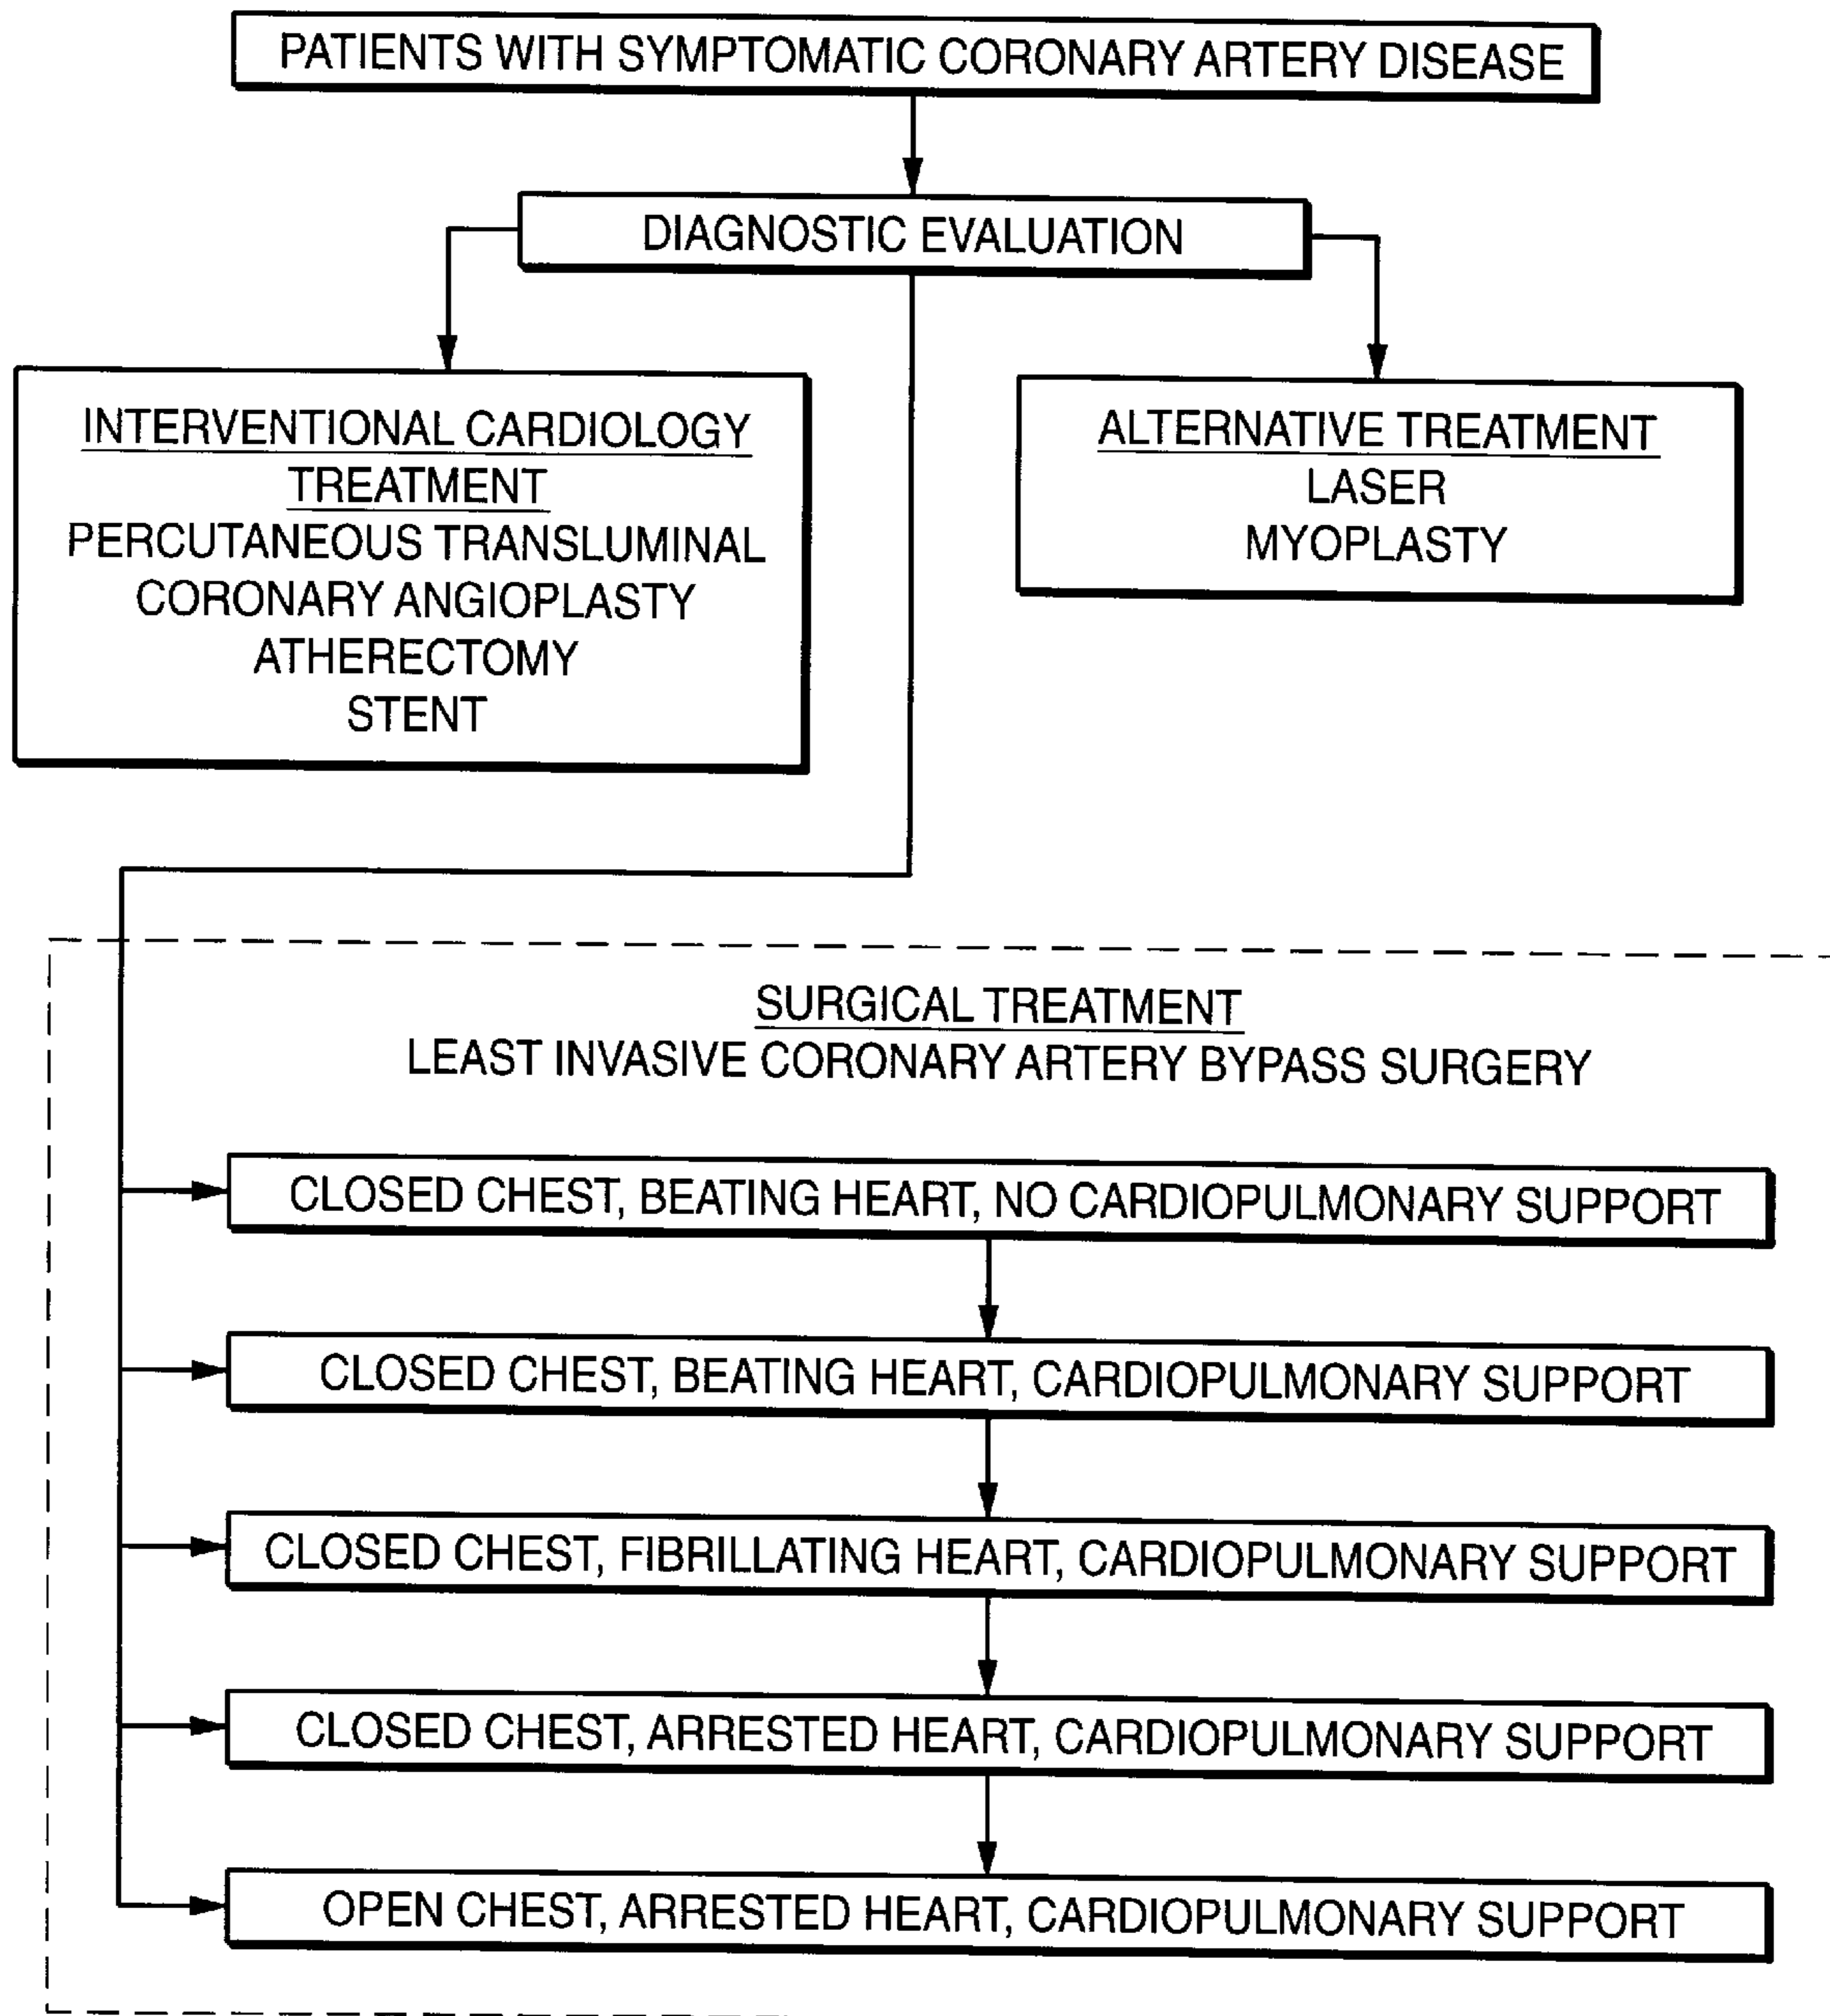 PATIENTS WITH SYMPTOMATIC CORONARY ARTERY DISEASE
DIAGNOSTIC EVALUATION
INTERVENTIONAL CARDIOLOGY
TREATMENT
PERCUTANEOUS TRANSLUMINAL
CORONARY ANGIOPLASTY
ATHERECTOMY
STENT
ALTERNATIVE TREATMENT
LASER
MYOPLASTY
SURGICAL TREATMENT
LEAST INVASIVE CORONARY ARTERY BYPASS SURGERY
CLOSED CHEST, BEATING HEART, NO CARDIOPULMONARY SUPPORT
CLOSED CHEST, BEATING HEART, CARDIOPULMONARY SUPPORT
CLOSED CHEST, FIBRILLATING HEART, CARDIOPULMONARY SUPPORT
CLOSED CHEST, ARRESTED HEART, CARDIOPULMONARY SUPPORT
OPEN CHEST, ARRESTED HEART, CARDIOPULMONARY SUPPORT